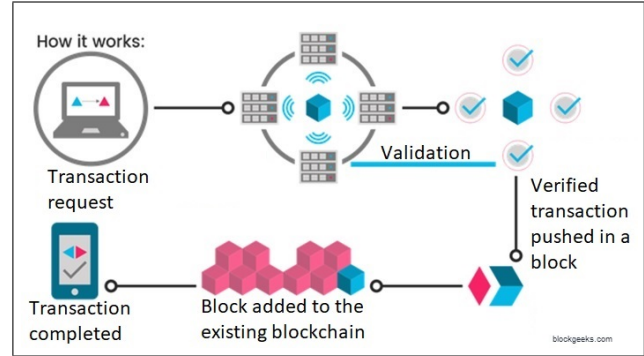 How it works:
Transaction
request
Validation
Verified
transaction
pushed in a
block
Transaction
completed
Block added to the
existing blockchain
blockgeeks.com